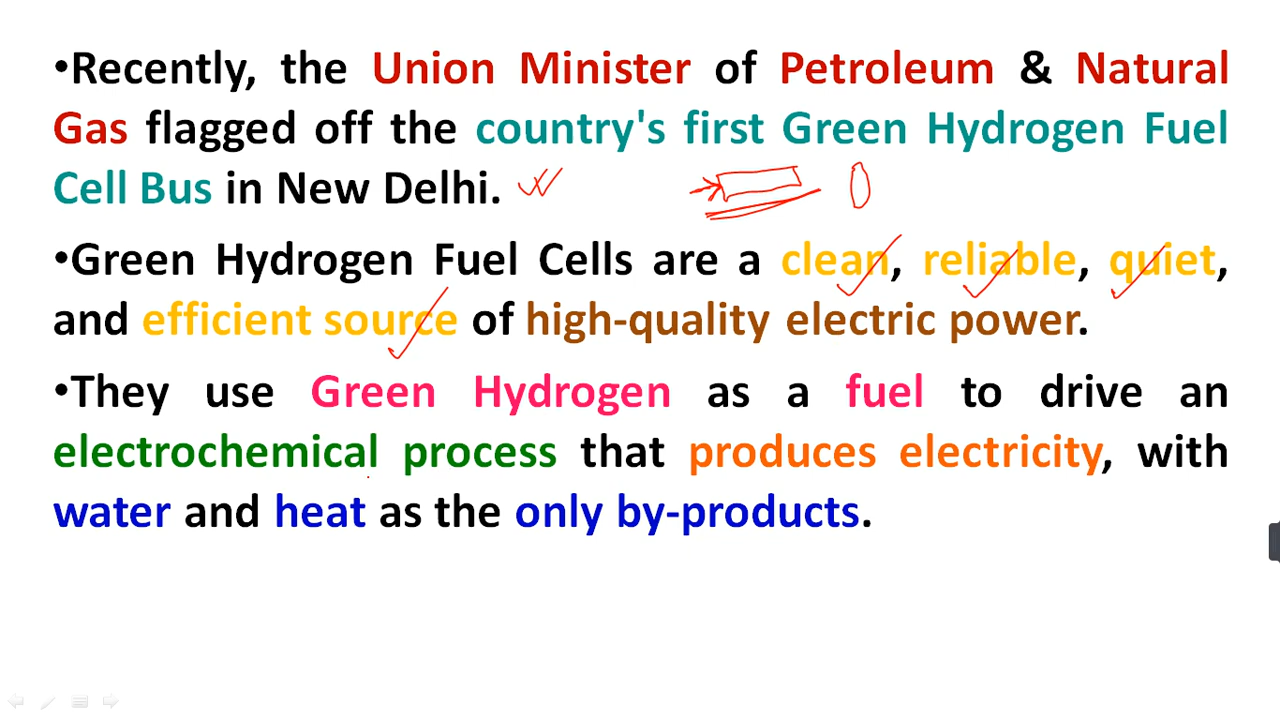 •Recently, the Union Minister of Petroleum & Natural
Gas flagged off the country's first Green Hydrogen Fuel
Cell Bus in New Delhi.
•Green Hydrogen Fuel Cells are a clean, reliable, quiet,
and efficient source of high-quality electric power.
•They use Green Hydrogen as a fuel to drive an
electrochemical process that produces electricity, with
water and heat as the only by-products.